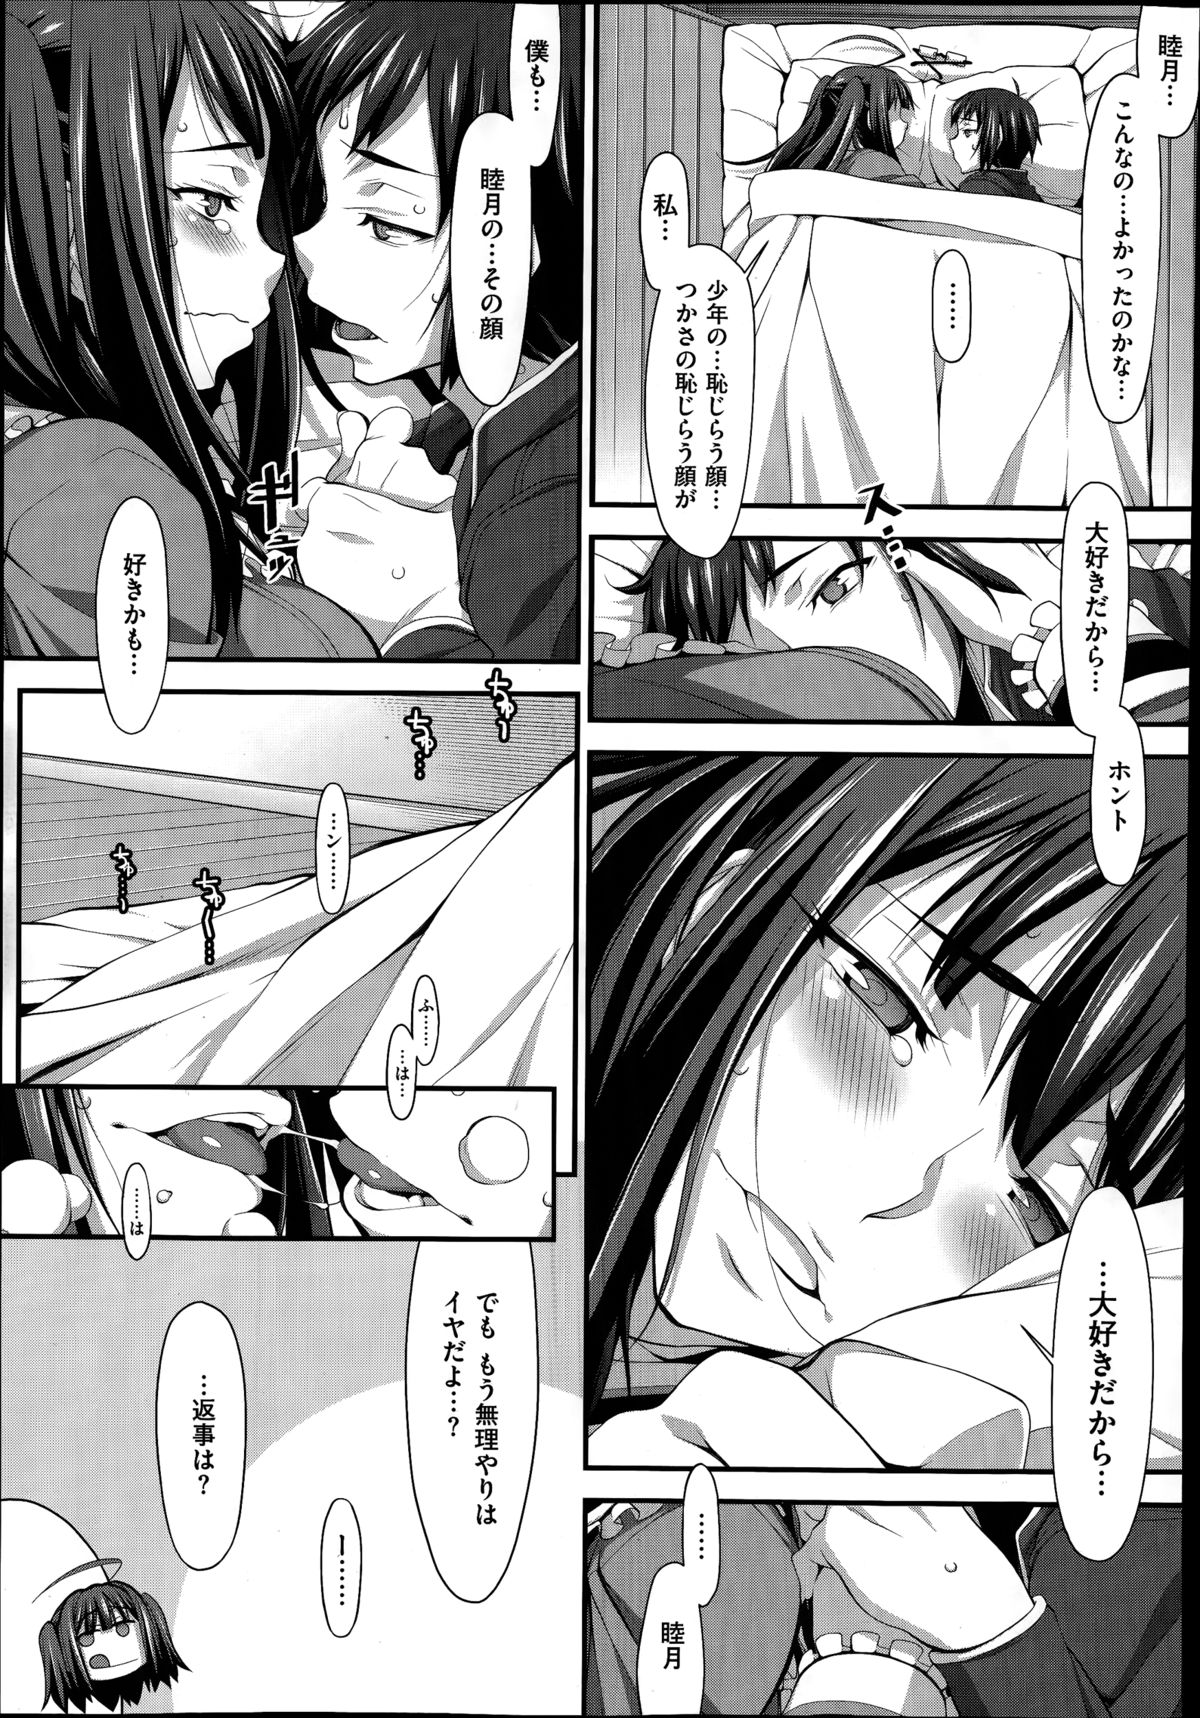 睦月…
こんなの…よかったのかな…
……
私…
少年の…恥じらう顔…
つかさの恥じらう顔が
ス…
大好きだから…
ホント
…大好きだから…
……
睦月
僕も…
睦月の…その顔
ギュッ
好きかも…
ちゅ～
ちゅ…
…ン……
ちゅ…～
ちゅ～…
ふ……
…は…
……は
でも もう無理やりは
イヤだよ…？
…返事は？
ー……